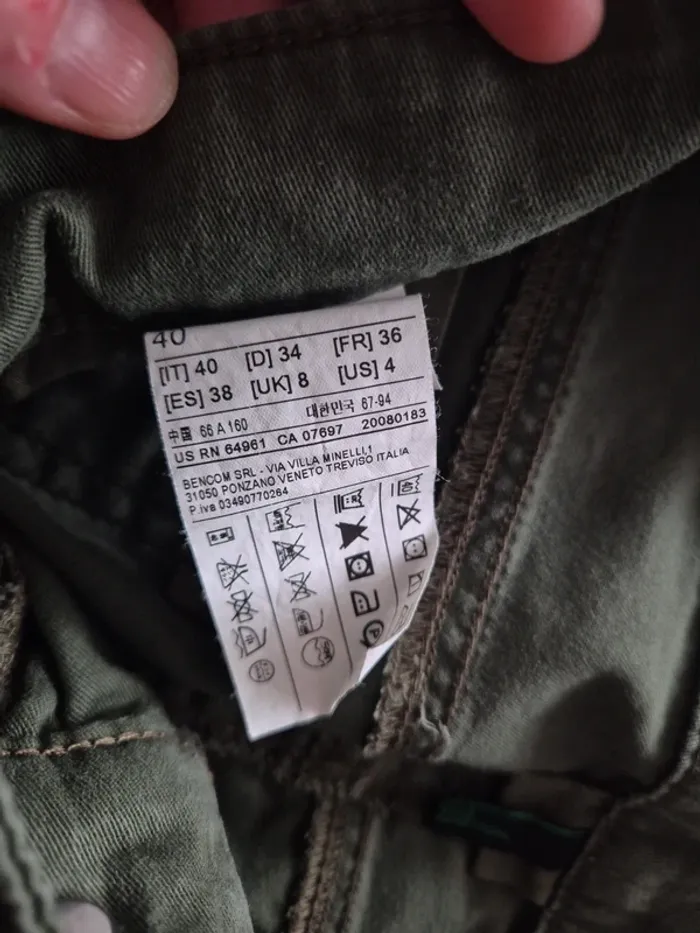 40
[IT] 40 [D] 34 [FR] 36
[ES] 38 [UK] 8 [US] 4
中国 66 A 160 대한민국 67-94
US RN 64961 CA 07697 20080183
BENCOM SRL - VIA VILLA MINELLI,1
31050 PONZANO VENETO TREVISO ITALIA
P.iva 03490770264
P